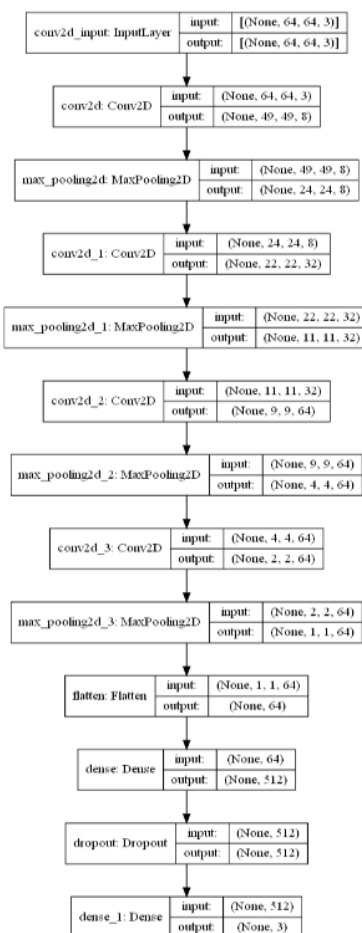 conv2d_input: InputLayer
input: [(None, 64, 64, 3)]
output: [(None, 64, 64, 3)]
conv2d: Conv2D
input: (None, 64, 64, 3)
output: (None, 49, 49, 8)
max_pooling2d: MaxPooling2D
input: (None, 49, 49, 8)
output: (None, 24, 24, 8)
conv2d_1: Conv2D
input: (None, 24, 24, 8)
output: (None, 22, 22, 32)
max_pooling2d_1: MaxPooling2D
input: (None, 22, 22, 32)
output: (None, 11, 11, 32)
conv2d_2: Conv2D
input: (None, 11, 11, 32)
output: (None, 9, 9, 64)
max_pooling2d_2: MaxPooling2D
input: (None, 9, 9, 64)
output: (None, 4, 4, 64)
conv2d_3: Conv2D
input: (None, 4, 4, 64)
output: (None, 2, 2, 64)
max_pooling2d_3: MaxPooling2D
input: (None, 2, 2, 64)
output: (None, 1, 1, 64)
flatten: Flatten
input: (None, 1, 1, 64)
output: (None, 64)
dense: Dense
input: (None, 64)
output: (None, 512)
dropout: Dropout
input: (None, 512)
output: (None, 512)
dense_1: Dense
input: (None, 512)
output: (None, 3)